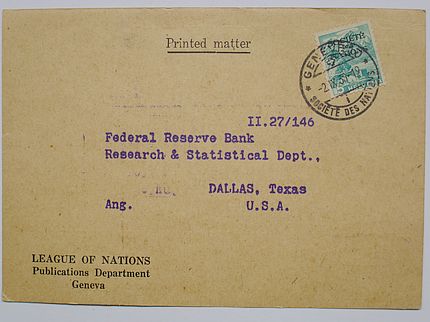 Printed matter
GENÈVE
SOCIÉTÉ DES NATIONS
II.27/146
Federal Reserve Bank
Research & Statistical Dept.,
DALLAS, Texas
Ang. U.S.A.
LEAGUE OF NATIONS
Publications Department
Geneva